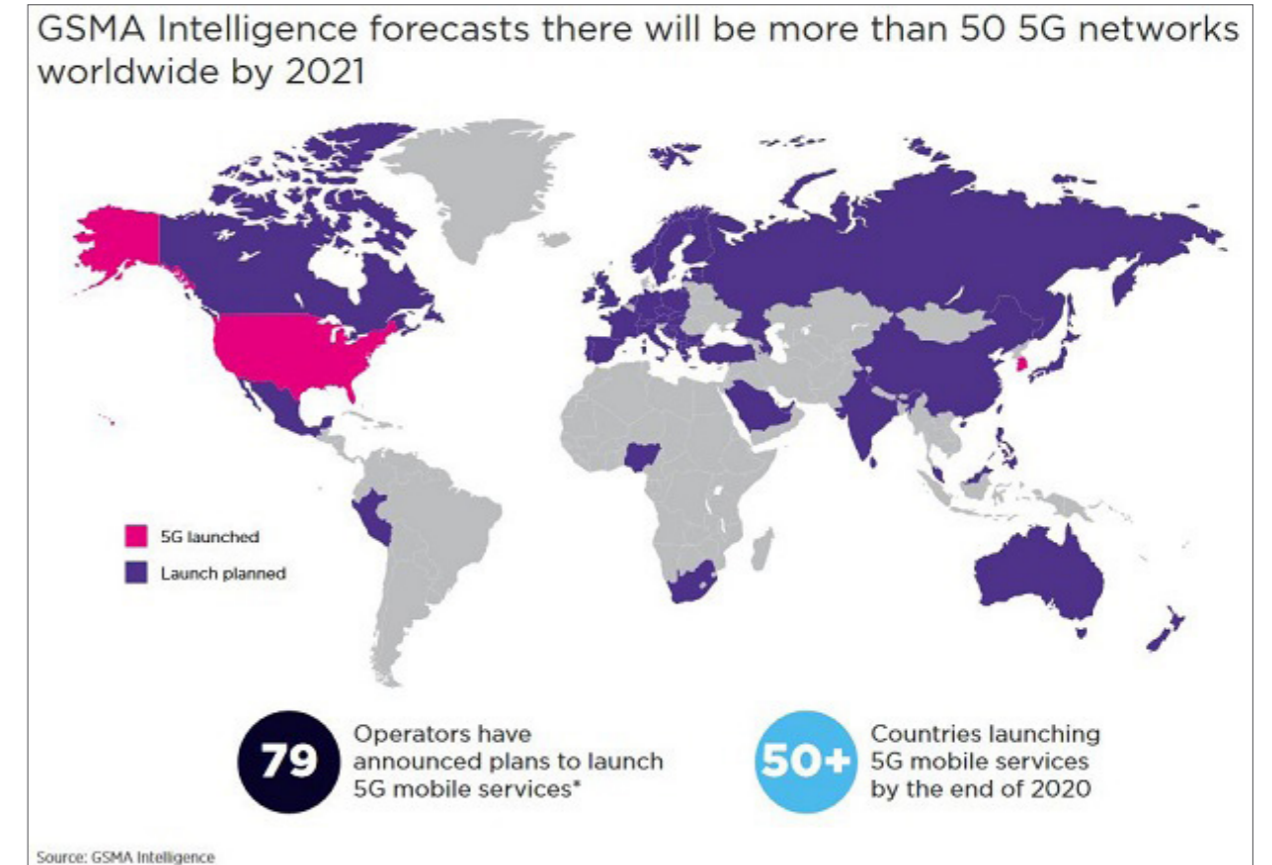 GSMA Intelligence forecasts there will be more than 50 5G networks
worldwide by 2021
5G launched
Launch planned
79
Operators have
announced plans to launch
5G mobile services*
50+
Countries launching
5G mobile services
by the end of 2020
Source: GSMA Intelligence